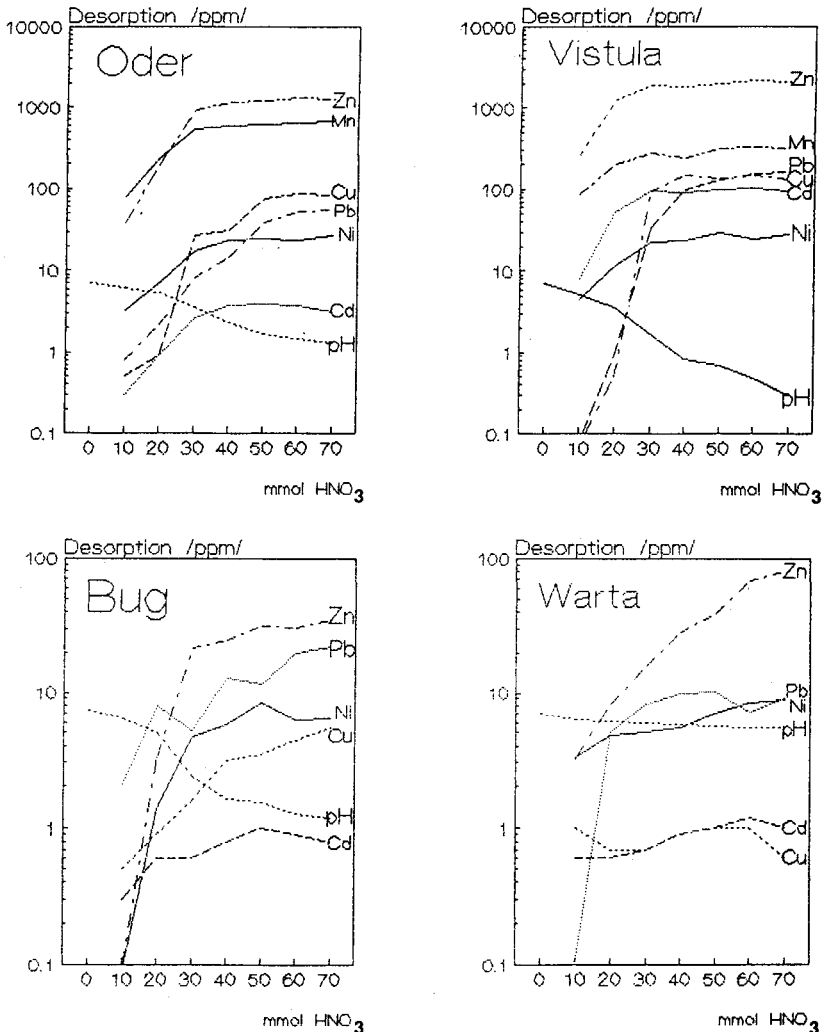 Desorption /ppm/
Oder
10000
1000
100
10
1
0.1
Zn
Mn
Cu
Pb
Ni
Cd
pH
0 10 20 30 40 50 60 70
mmol HNO3
Desorption /ppm/
Vistula
10000
1000
100
10
1
0.1
Zn
Mn
Pb
Cu
Cd
Ni
pH
0 10 20 30 40 50 60 70
mmol HNO3
Desorption /ppm/
Bug
100
10
1
0.1
Zn
Pb
Ni
Cu
pH
Cd
0 10 20 30 40 50 60 70
mmol HNO3
Desorption /ppm/
Warta
100
10
1
0.1
Zn
Pb
Ni
pH
Cd
Cu
0 10 20 30 40 50 60 70
mmol HNO3